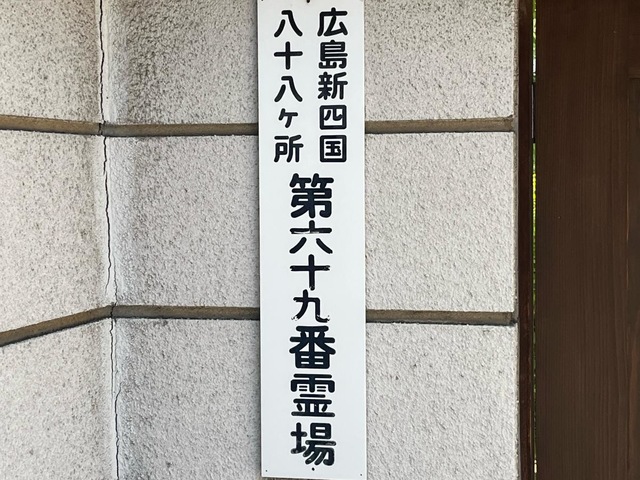 広島新四国
八十八ヶ所
第六十九番霊場